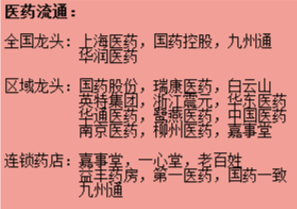 医药流通：
全国龙头：上海医药，国药控股，九州通
华润医药
区域龙头：国药股份，瑞康医药，白云山
英特集团，浙江震元，华东医药
华通医药，鹭燕医药，中国医药
南京医药，柳州医药，嘉事堂
连锁药店：嘉事堂，一心堂，老百姓
益丰药房，第一医药，国药一致
九州通